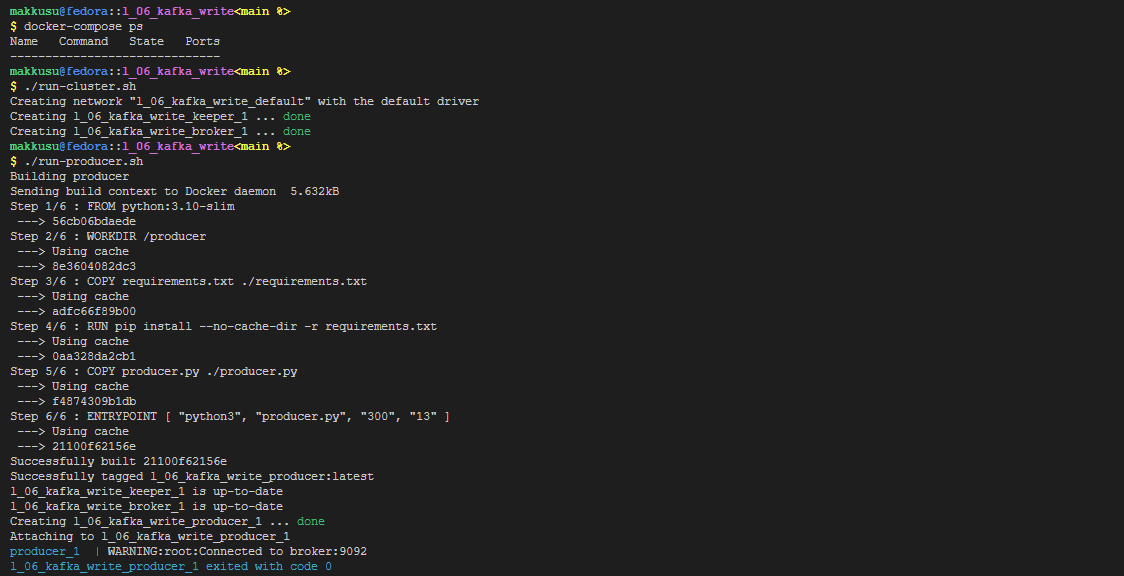 makkusu@fedora::l_06_kafka_write<main %>
$ docker-compose ps
Name   Command   State   Ports
------------------------------
makkusu@fedora::l_06_kafka_write<main %>
$ ./run-cluster.sh
Creating network "l_06_kafka_write_default" with the default driver
Creating l_06_kafka_write_keeper_1 ... done
Creating l_06_kafka_write_broker_1 ... done
makkusu@fedora::l_06_kafka_write<main %>
$ ./run-producer.sh
Building producer
Sending build context to Docker daemon  5.632kB
Step 1/6 : FROM python:3.10-slim
 ---> 56cb06bdaede
Step 2/6 : WORKDIR /producer
 ---> Using cache
 ---> 8e3604082dc3
Step 3/6 : COPY requirements.txt ./requirements.txt
 ---> Using cache
 ---> adfc66f89b00
Step 4/6 : RUN pip install --no-cache-dir -r requirements.txt
 ---> Using cache
 ---> 0aa328da2cb1
Step 5/6 : COPY producer.py ./producer.py
 ---> Using cache
 ---> f4874309b1db
Step 6/6 : ENTRYPOINT [ "python3", "producer.py", "300", "13" ]
 ---> Using cache
 ---> 21100f62156e
Successfully built 21100f62156e
Successfully tagged l_06_kafka_write_producer:latest
l_06_kafka_write_keeper_1 is up-to-date
l_06_kafka_write_broker_1 is up-to-date
Creating l_06_kafka_write_producer_1 ... done
Attaching to l_06_kafka_write_producer_1
producer_1  | WARNING:root:Connected to broker:9092
l_06_kafka_write_producer_1 exited with code 0